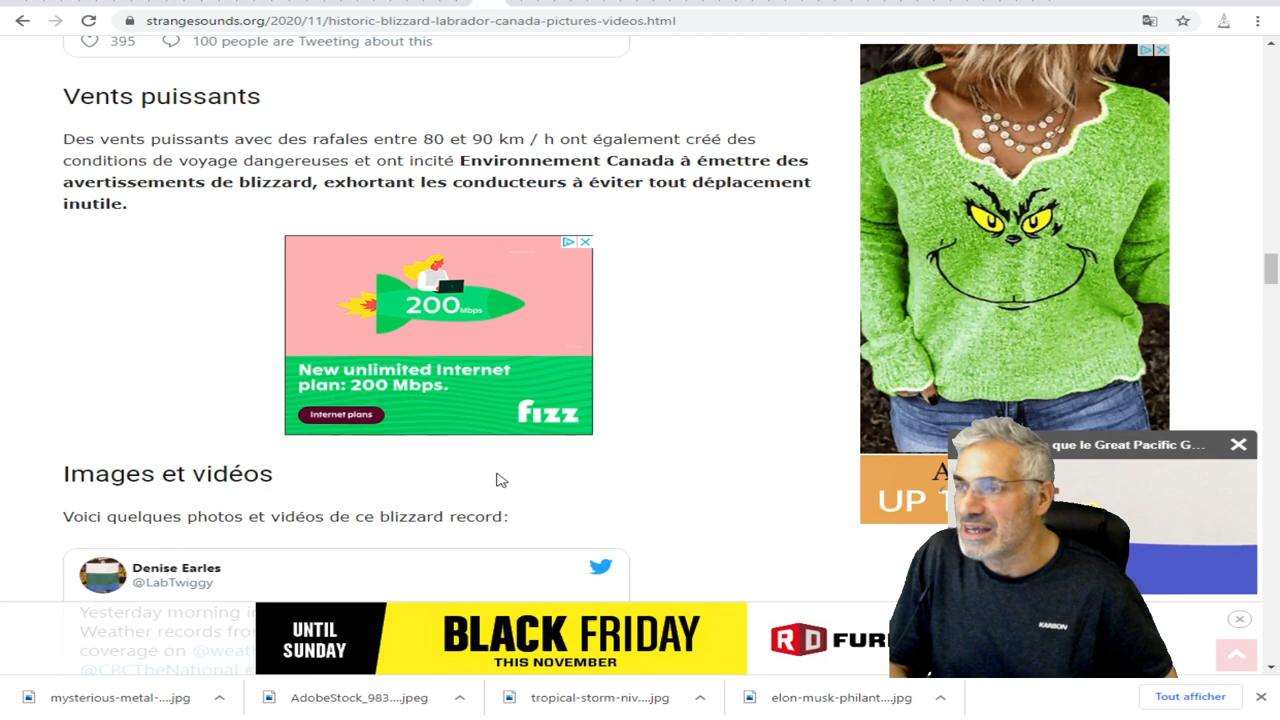 strangesounds.org/2020/11/historic-blizzard-labrador-canada-pictures-videos.html
395 100 people are Tweeting about this
Vents puissants
Des vents puissants avec des rafales entre 80 et 90 km / h ont également créé des
conditions de voyage dangereuses et ont incité Environnement Canada à émettre des
avertissements de blizzard, exhortant les conducteurs à éviter tout déplacement
inutile.
200 Mbps
New unlimited Internet
plan: 200 Mbps.
Internet plans
fizz
Images et vidéos
Voici quelques photos et vidéos de ce blizzard record:
Denise Earles
@LabTwiggy
Yesterday morning in
Weather records from
coverage on @weathe
@CBCTheNational
que le Great Pacific G...
UP
KARBON
UNTIL
SUNDAY
BLACK FRIDAY
THIS NOVEMBER
RD FURN
mysterious-metal-....jpg
AdobeStock_983....jpeg
tropical-storm-niv....jpg
elon-musk-philant....jpg
Tout afficher